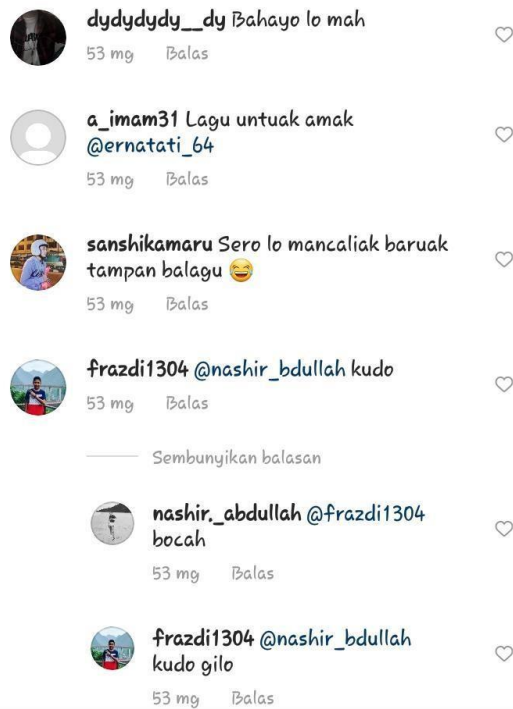 dydydydy__dy Bahayo lo mah
53 mg Balas
a_imam31 Lagu untuak amak
@ernatati_64
53 mg Balas
sanshikamaru Sero lo mancaliak baruak
tampan balagu 😂
53 mg Balas
frazdi1304 @nashir_bdullah kudo
53 mg Balas
Sembunyikan balasan
nashir._abdullah @frazdi1304
bocah
53 mg Balas
frazdi1304 @nashir_bdullah
kudo gilo
53 mg Balas